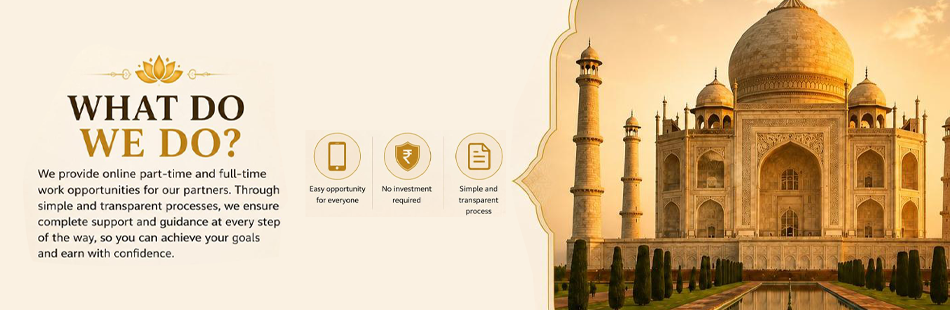 WHAT DO
WE DO?
We provide online part-time and full-time
work opportunities for our partners. Through
simple and transparent processes, we ensure
complete support and guidance at every step
of the way, so you can achieve your goals
and earn with confidence.
₹
Easy opportunity
for everyone
No investment
required
Simple and
transparent
process